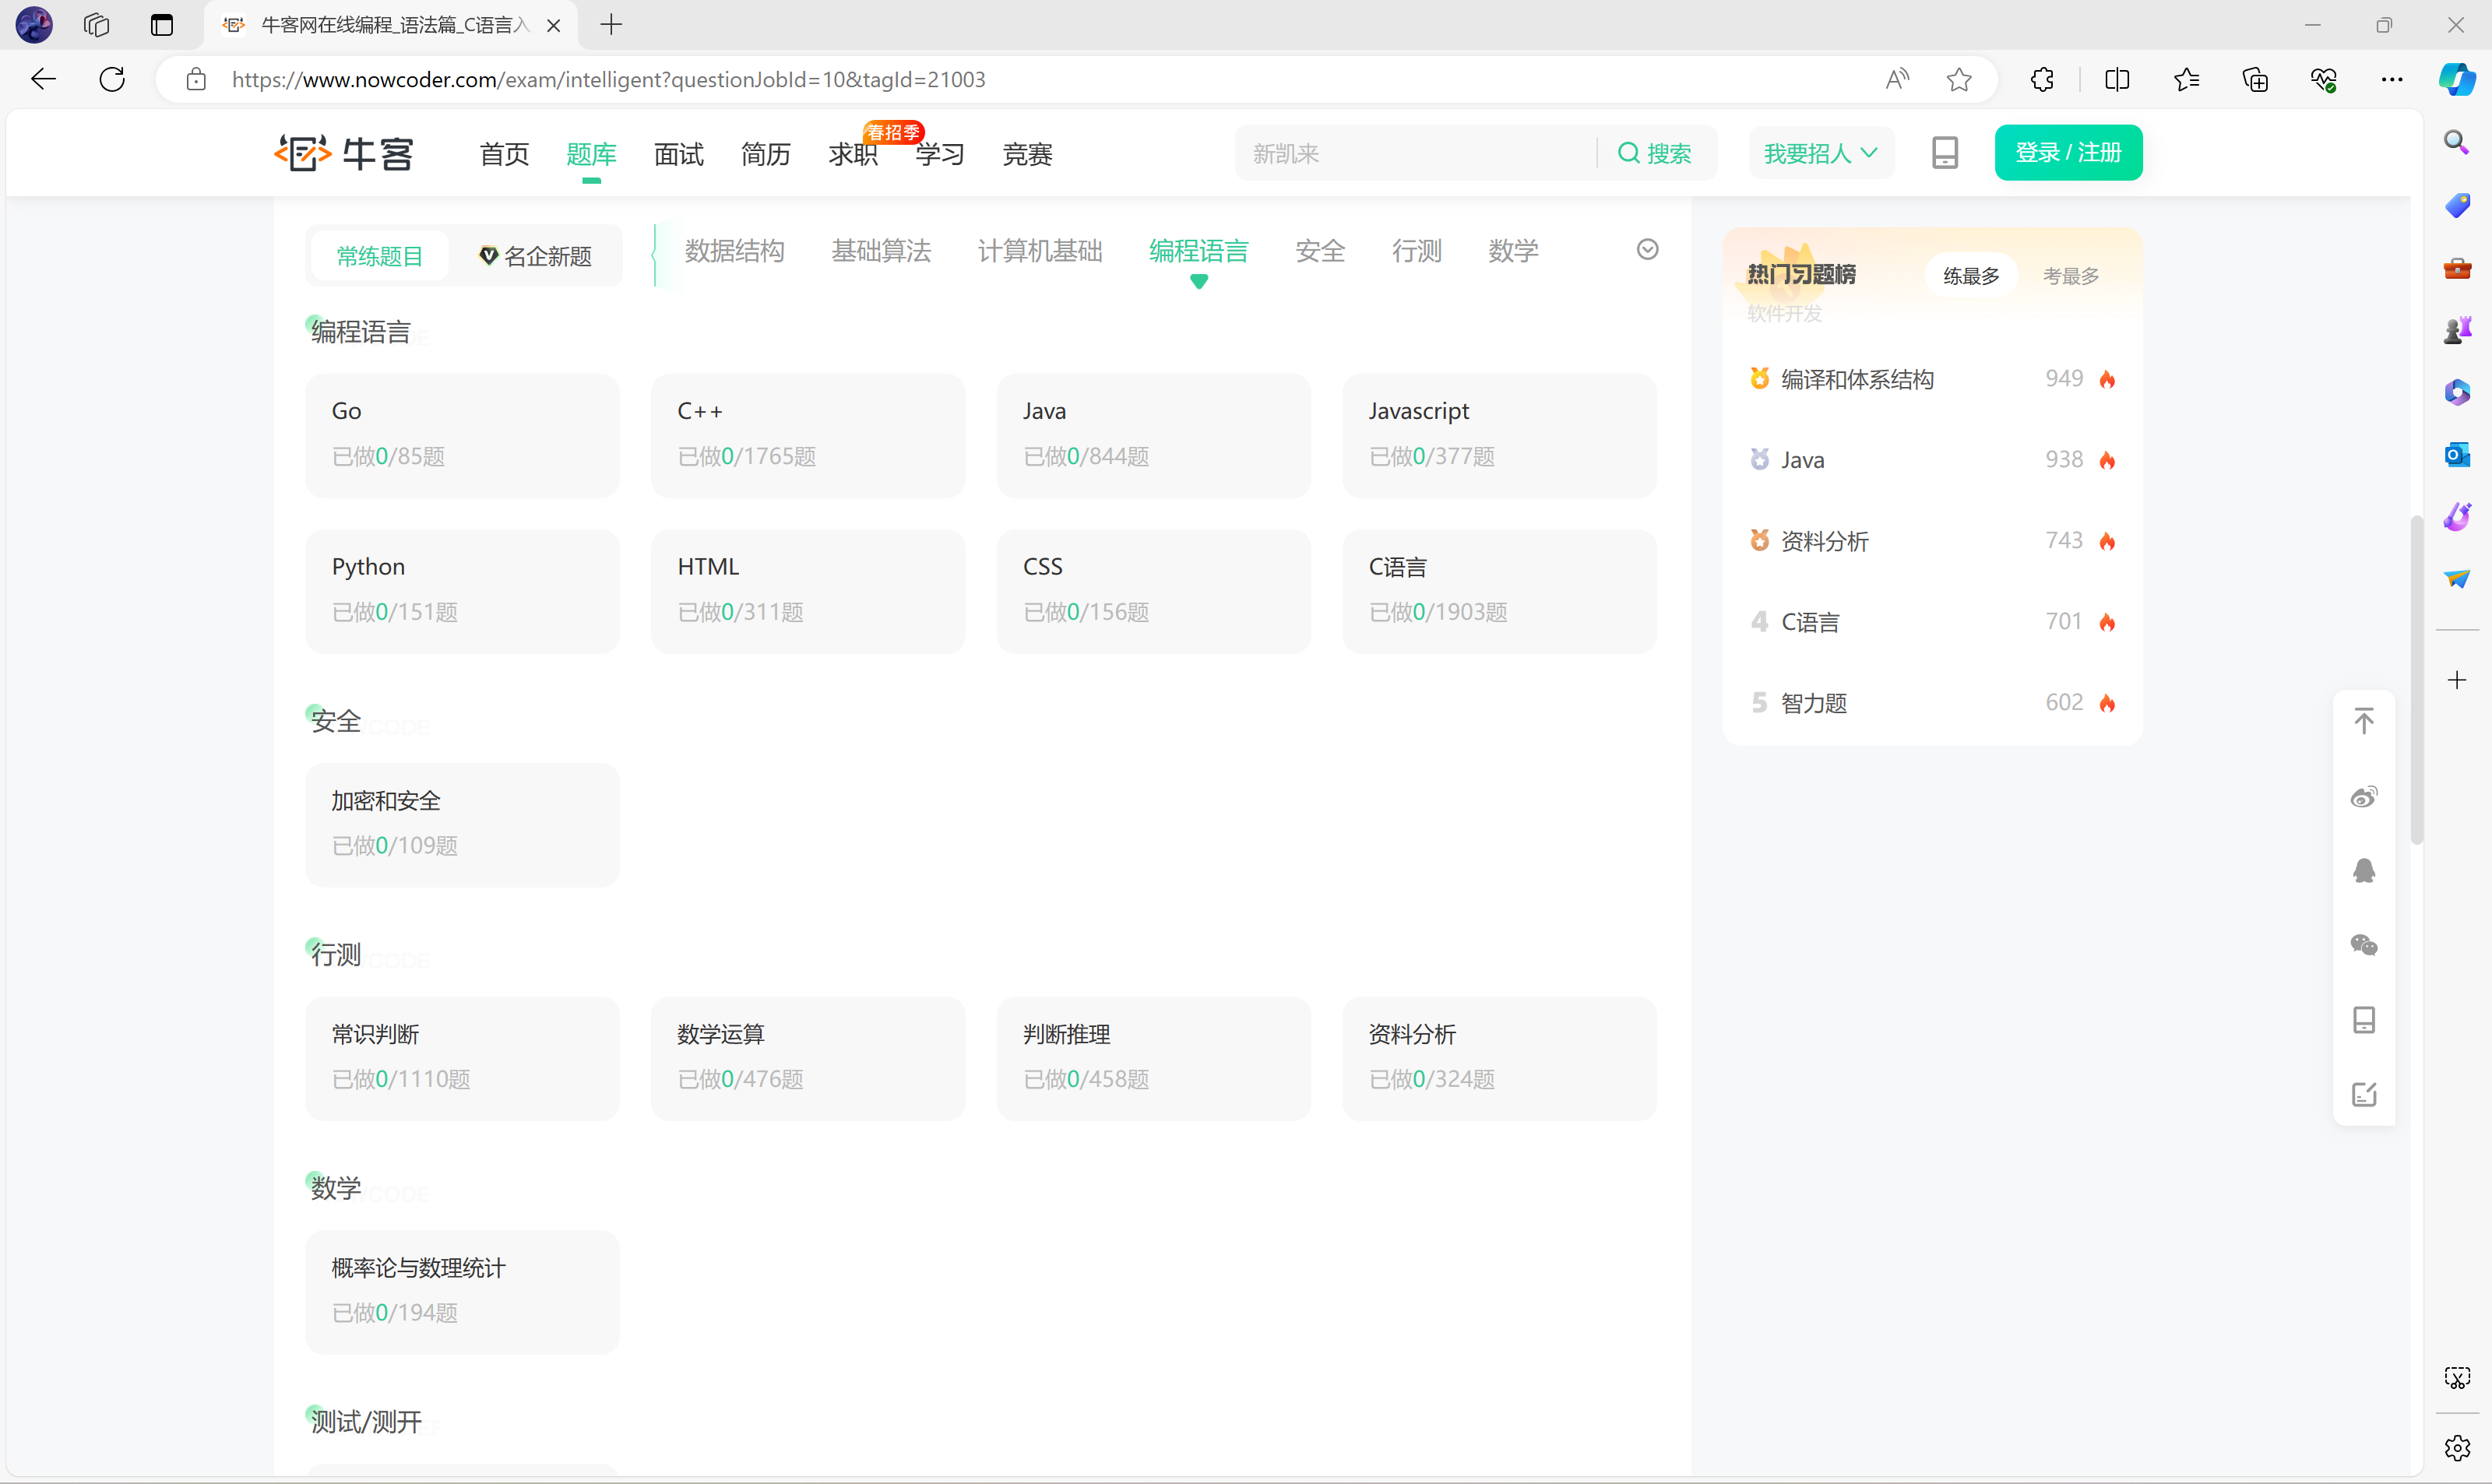 牛客网在线编程_语法篇_C语言入
https://www.nowcoder.com/exam/intelligent?questionJobId=10&tagId=21003
牛客
首页
题库
面试
简历
求职
春招季
学习
竞赛
新凯来
搜索
我要招人
登录 / 注册
常练题目
名企新题
数据结构
基础算法
计算机基础
编程语言
安全
行测
数学
编程语言
Go
已做0/85题
C++
已做0/1765题
Java
已做0/844题
Javascript
已做0/377题
Python
已做0/151题
HTML
已做0/311题
CSS
已做0/156题
C语言
已做0/1903题
安全
加密和安全
已做0/109题
行测
常识判断
已做0/1110题
数学运算
已做0/476题
判断推理
已做0/458题
资料分析
已做0/324题
数学
概率论与数理统计
已做0/194题
测试/测开
热门习题榜
练最多
考最多
软件开发
编译和体系结构 949
Java 938
资料分析 743
4 C语言 701
5 智力题 602